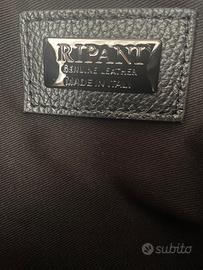 RIPANI
GENUINE LEATHER
MADE IN ITALY
subito